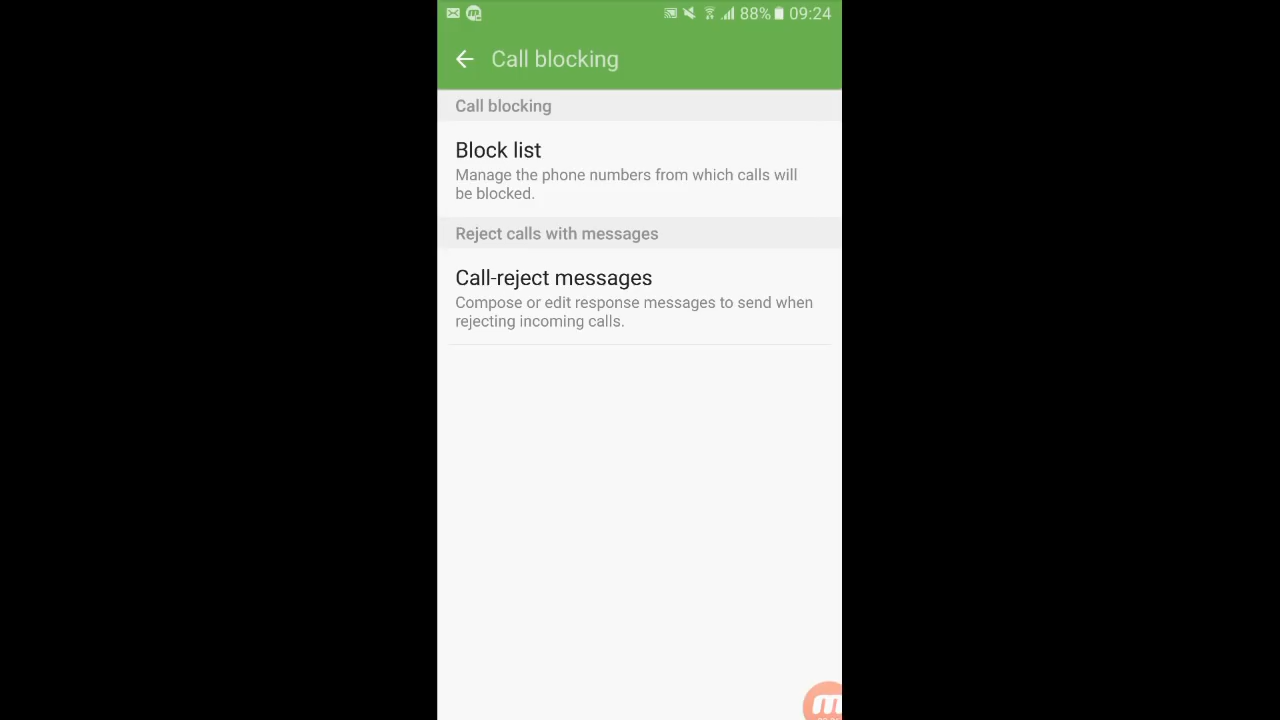 88% 09:24
Call blocking
Call blocking
Block list
Manage the phone numbers from which calls will
be blocked.
Reject calls with messages
Call-reject messages
Compose or edit response messages to send when
rejecting incoming calls.